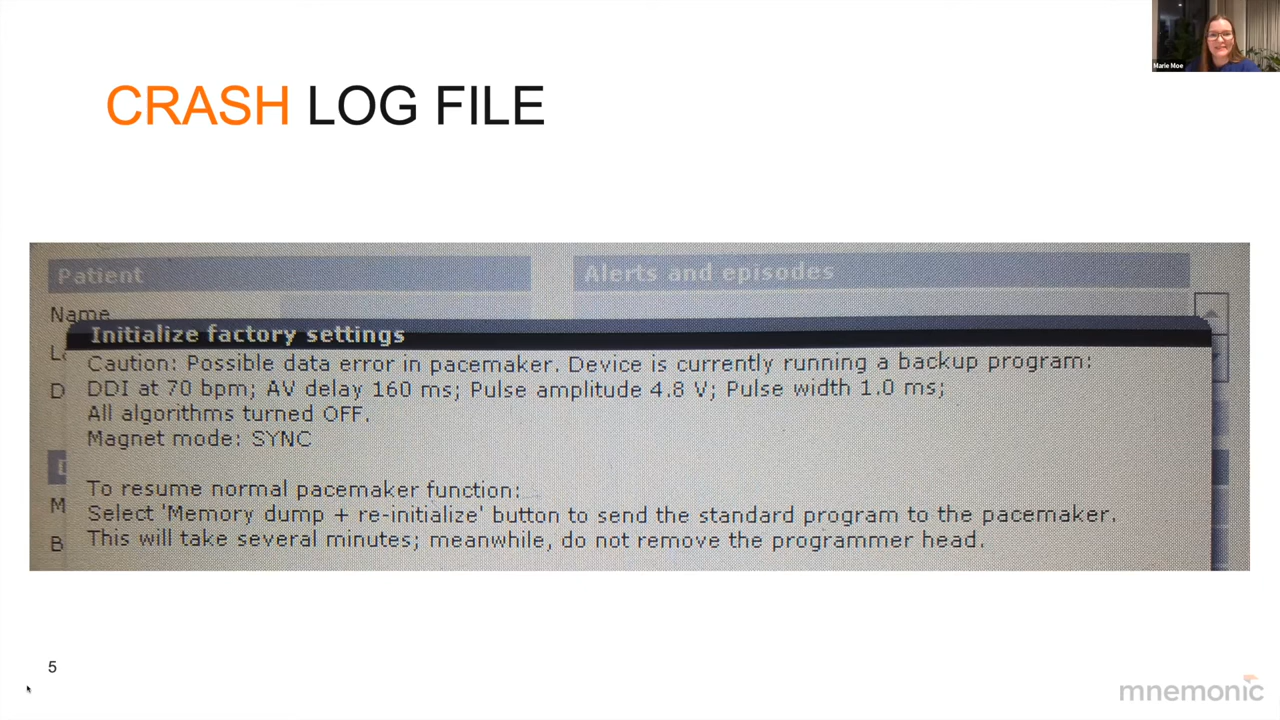 Marie Moe
CRASH LOG FILE
Patient
Alerts and episodes
Name
Initialize factory settings
Caution: Possible data error in pacemaker. Device is currently running a backup program:
DDI at 70 bpm; AV delay 160 ms; Pulse amplitude 4.8 V; Pulse width 1.0 ms;
All algorithms turned OFF.
Magnet mode: SYNC
To resume normal pacemaker function:
Select 'Memory dump + re-initialize' button to send the standard program to the pacemaker.
This will take several minutes; meanwhile, do not remove the programmer head.
5
mnemonic